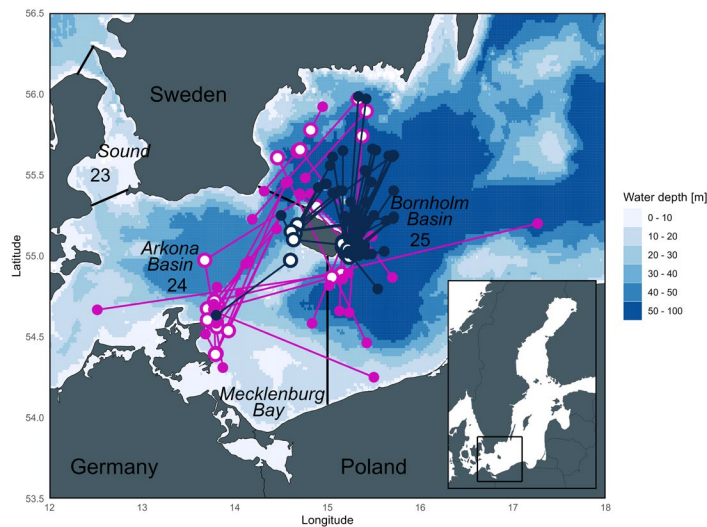 56.5
56.0
55.5
55.0
54.5
54.0
53.5
Latitude
Sweden
Sound
23
Bornholm
Basin
25
Arkona
Basin
24
Mecklenburg
Bay
Germany
Poland
12
13
14
15
16
17
18
Longitude
Water depth [m]
0 - 10
10 - 20
20 - 30
30 - 40
40 - 50
50 - 100